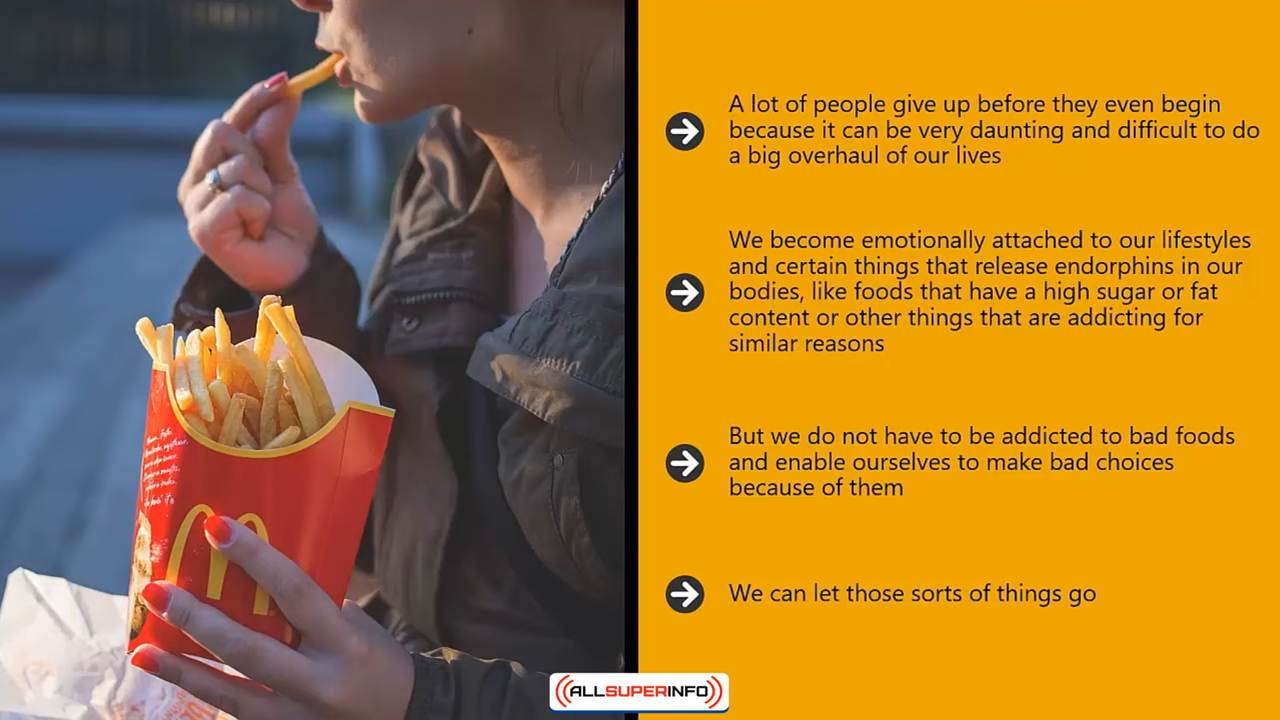 A lot of people give up before they even begin
because it can be very daunting and difficult to do
a big overhaul of our lives
We become emotionally attached to our lifestyles
and certain things that release endorphins in our
bodies, like foods that have a high sugar or fat
content or other things that are addicting for
similar reasons
But we do not have to be addicted to bad foods
and enable ourselves to make bad choices
because of them
We can let those sorts of things go
ALLSUPERINFO